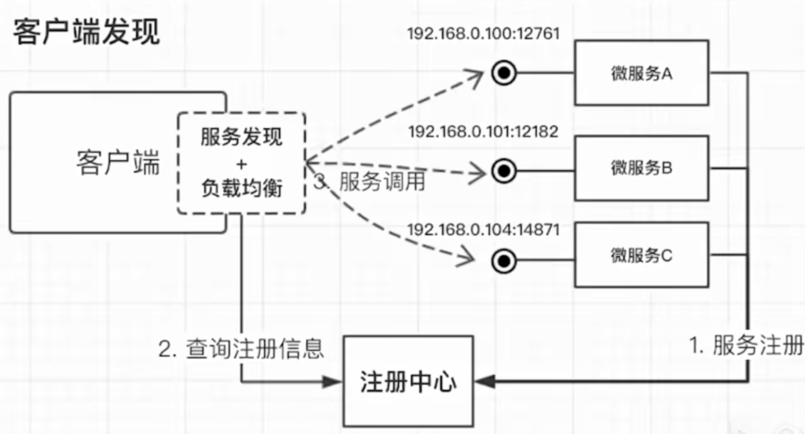 客户端发现
192.168.0.100:12761
微服务A
服务发现
+
负载均衡
客户端
192.168.0.101:12182
微服务B
3. 服务调用
192.168.0.104:14871
微服务C
2. 查询注册信息
注册中心
1. 服务注册